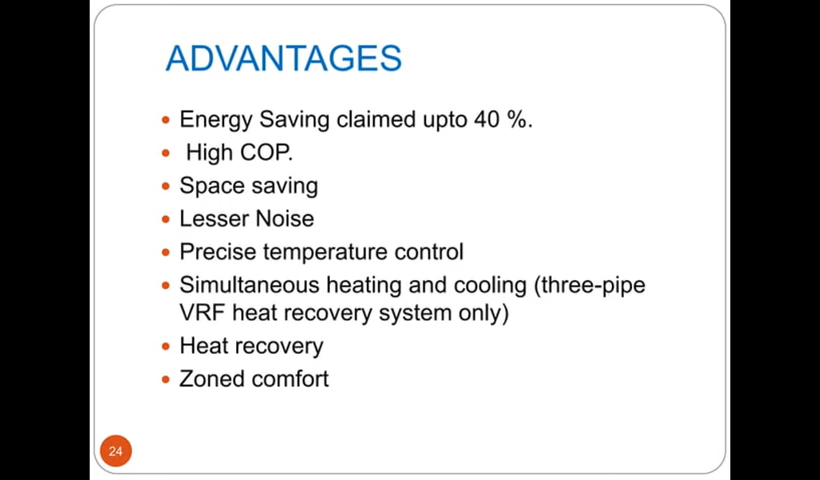 ADVANTAGES
• Energy Saving claimed upto 40 %.
• High COP.
• Space saving
• Lesser Noise
• Precise temperature control
• Simultaneous heating and cooling (three-pipe
VRF heat recovery system only)
• Heat recovery
• Zoned comfort
24